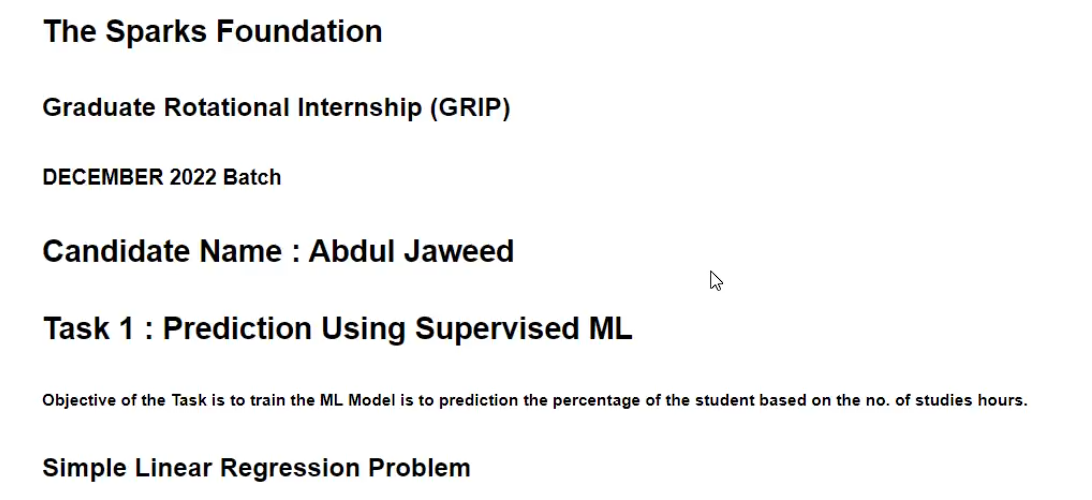 The Sparks Foundation
Graduate Rotational Internship (GRIP)
DECEMBER 2022 Batch
Candidate Name : Abdul Jaweed
Task 1 : Prediction Using Supervised ML
Objective of the Task is to train the ML Model is to prediction the percentage of the student based on the no. of studies hours.
Simple Linear Regression Problem